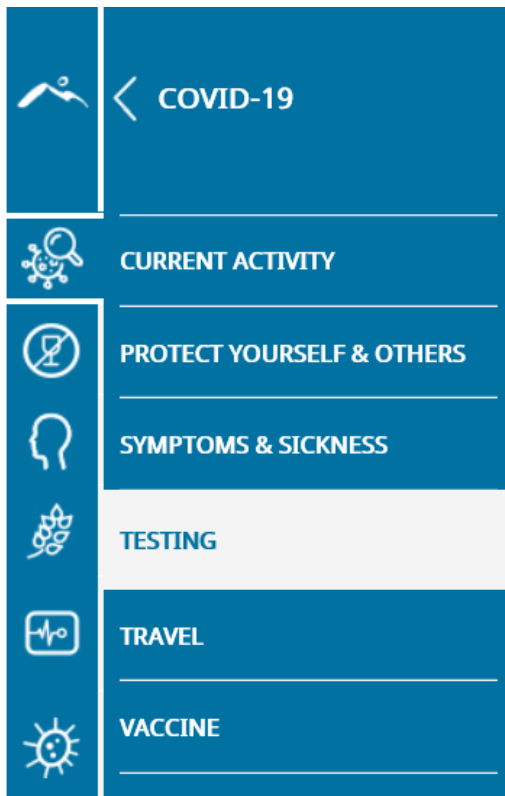 COVID-19
CURRENT ACTIVITY
PROTECT YOURSELF & OTHERS
SYMPTOMS & SICKNESS
TESTING
TRAVEL
VACCINE